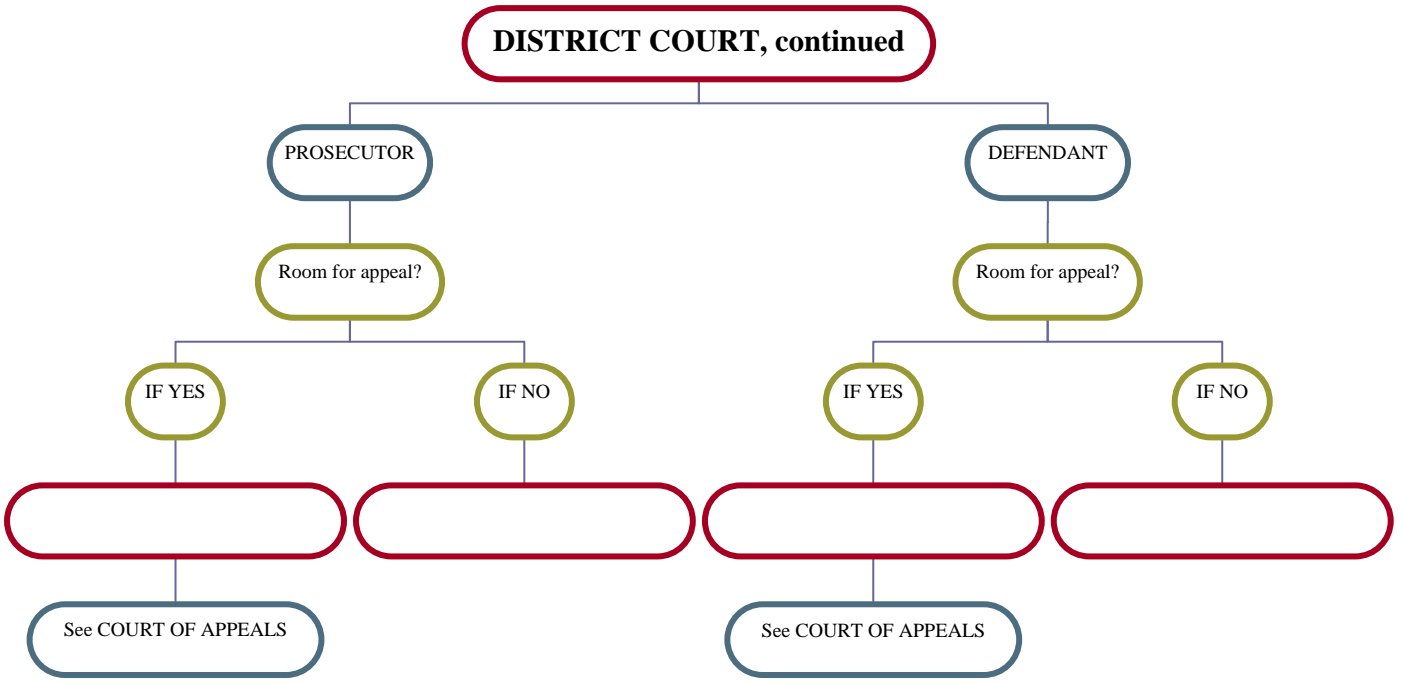 DISTRICT COURT, continued
PROSECUTOR
DEFENDANT
Room for appeal?
Room for appeal?
IF YES
IF NO
IF YES
IF NO
See COURT OF APPEALS
See COURT OF APPEALS